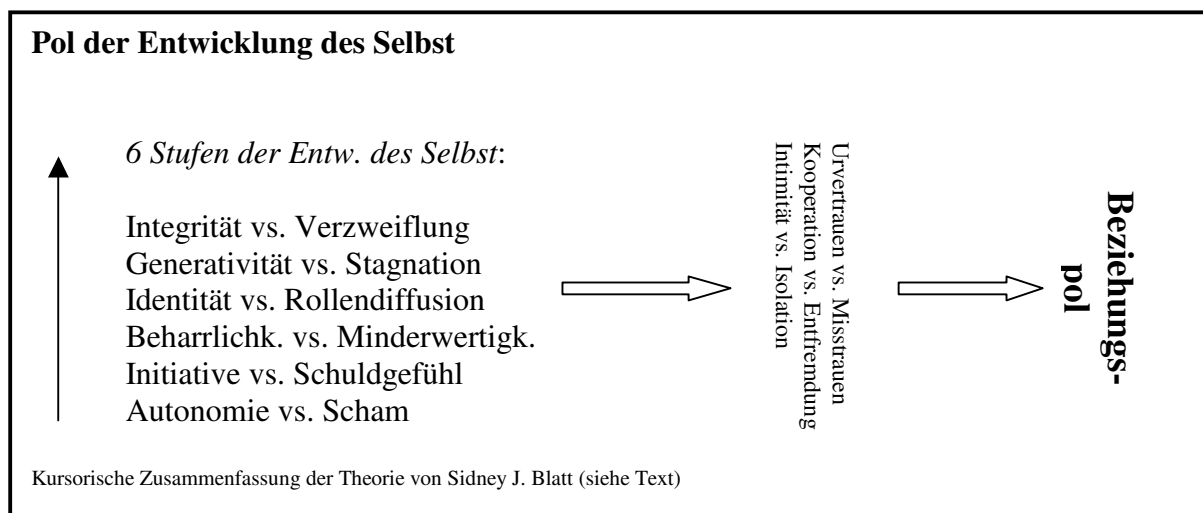 Pol der Entwicklung des Selbst
6 Stufen der Entw. des Selbst:
Integrität vs. Verzweiflung
Generativität vs. Stagnation
Identität vs. Rollendiffusion
Beharrlichk. vs. Minderwertigk.
Initiative vs. Schuldgefühl
Autonomie vs. Scham
Urvertrauen vs. Misstrauen
Kooperation vs. Entfremdung
Intimität vs. Isolation
Beziehungs-
pol
Kursorische Zusammenfassung der Theorie von Sidney J. Blatt (siehe Text)